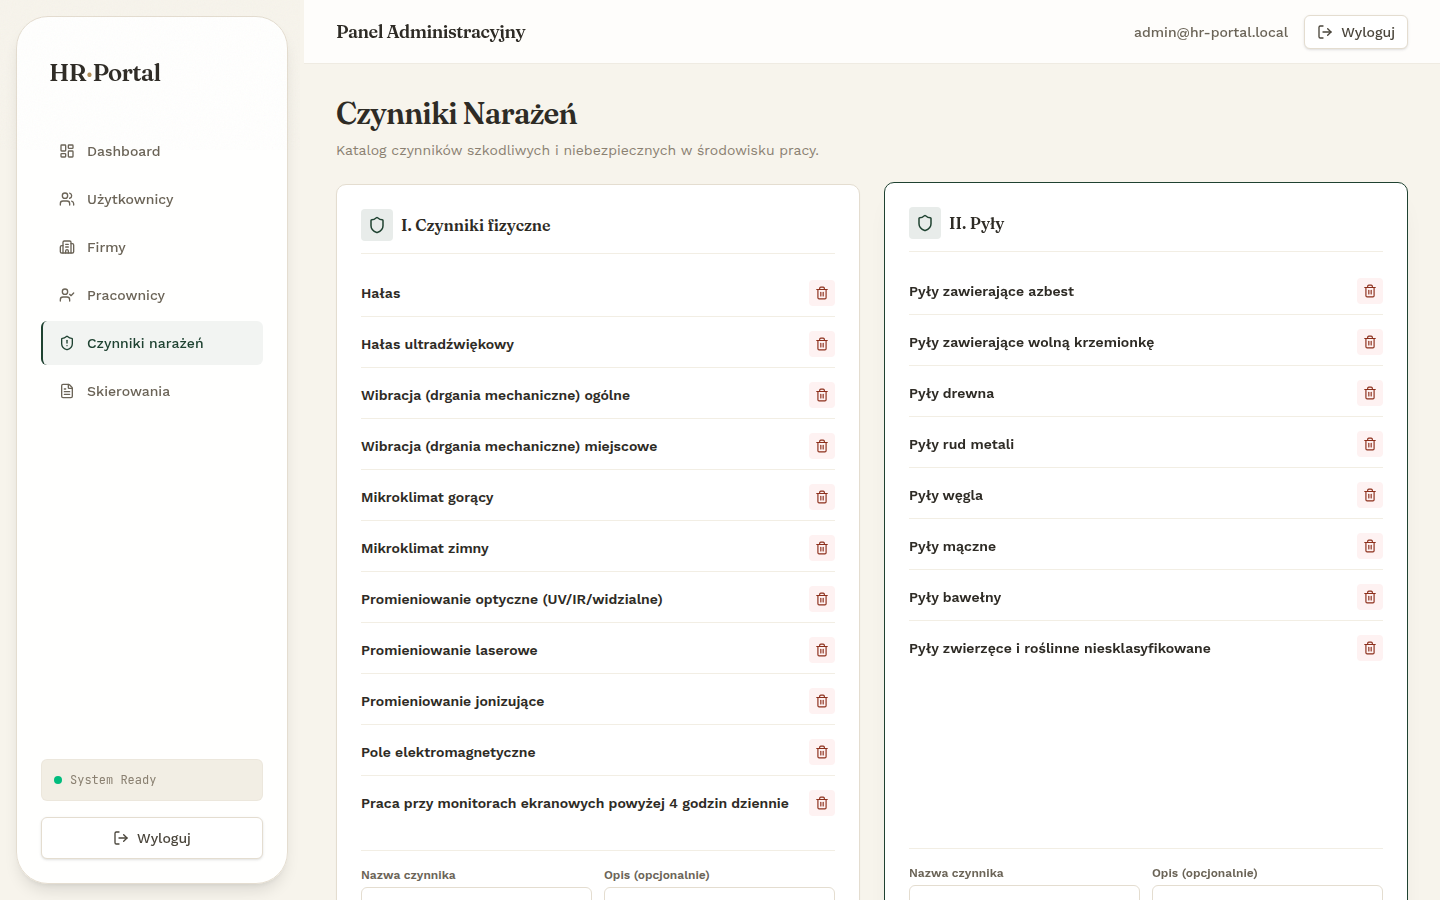 HR·Portal
Dashboard
Użytkownicy
Firmy
Pracownicy
Czynniki narażeń
Skierowania
System Ready
Wyloguj
Panel Administracyjny
admin@hr-portal.local
Wyloguj
Czynniki Narażeń
Katalog czynników szkodliwych i niebezpiecznych w środowisku pracy.
I. Czynniki fizyczne
Hałas
Hałas ultradźwiękowy
Wibracja (drgania mechaniczne) ogólne
Wibracja (drgania mechaniczne) miejscowe
Mikroklimat gorący
Mikroklimat zimny
Promieniowanie optyczne (UV/IR/widzialne)
Promieniowanie laserowe
Promieniowanie jonizujące
Pole elektromagnetyczne
Praca przy monitorach ekranowych powyżej 4 godzin dziennie
Nazwa czynnika
Opis (opcjonalnie)
II. Pyły
Pyły zawierające azbest
Pyły zawierające wolną krzemionkę
Pyły drewna
Pyły rud metali
Pyły węgla
Pyły mączne
Pyły bawełny
Pyły zwierzęce i roślinne niesklasyfikowane
Nazwa czynnika
Opis (opcjonalnie)